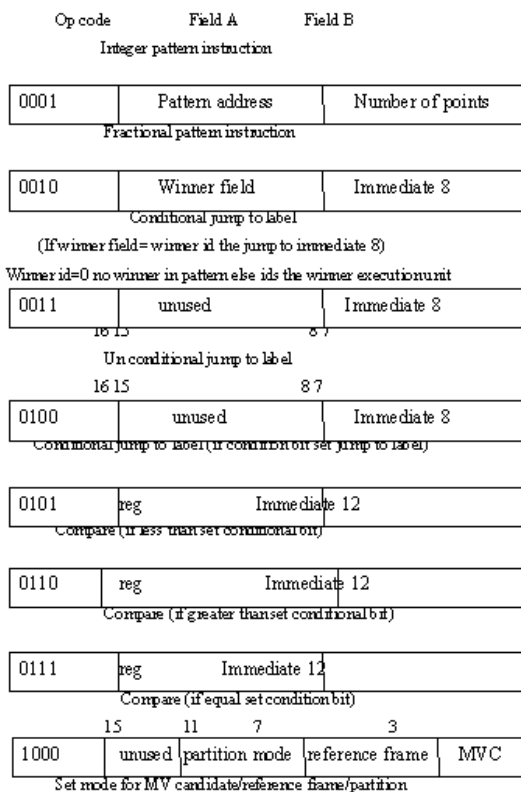 Op code Field A Field B
Integer pattern instruction
0001 Pattern address Number of points
Fractional pattern instruction
0010 Winner field Immediate 8
Conditional jump to label
(If winner field= winner id the jump to immediate 8)
Winner id=0 no winner in pattern else ids the winner execution unit
0011 unused Immediate 8
16 15 8 7
Un conditional jump to label
16 15 8 7
0100 unused Immediate 8
Conditional jump to label (if condition bit set jump to label)
0101 reg Immediate 12
Compare (if less than set conditional bit)
0110 reg Immediate 12
Compare (if greater than set conditional bit)
0111 reg Immediate 12
Compare (if equal set condition bit)
15 11 7 3
1000 unused partition mode reference frame MVC
Set mode for MV candidate/reference frame/partition